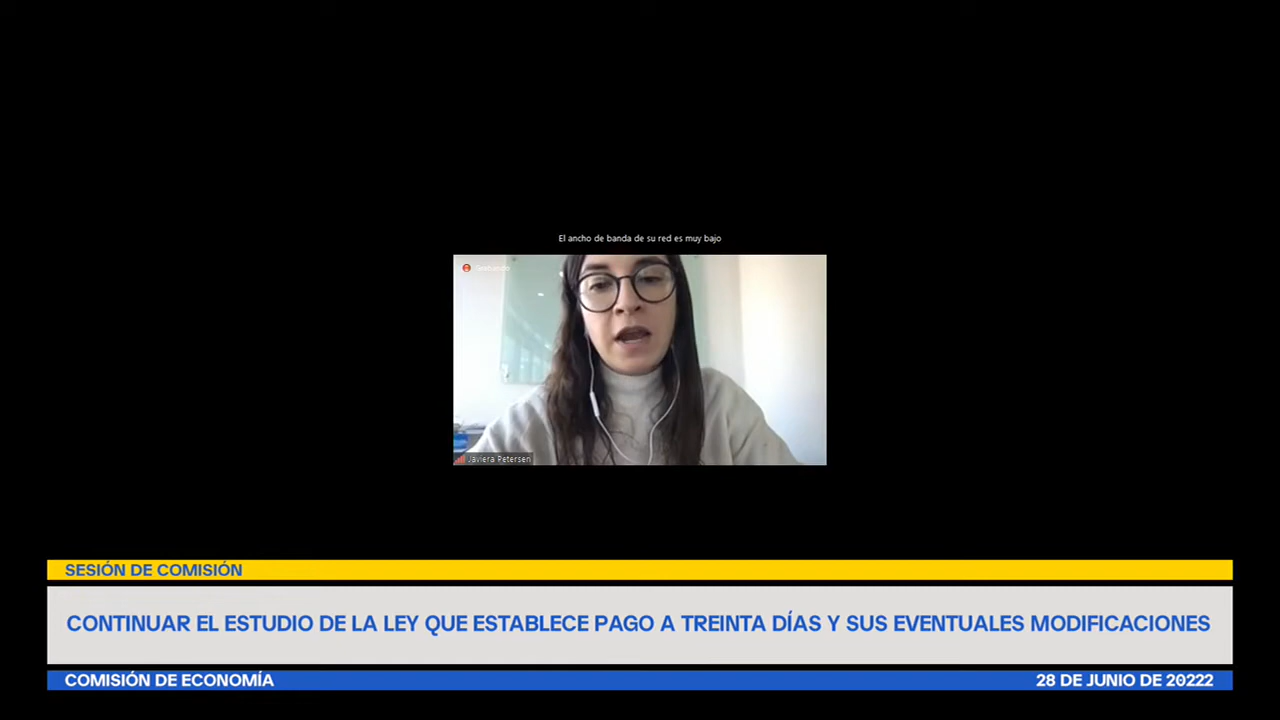 El ancho de banda de su red es muy bajo
Grabando
Javiera Petersen
SESIÓN DE COMISIÓN
CONTINUAR EL ESTUDIO DE LA LEY QUE ESTABLECE PAGO A TREINTA DÍAS Y SUS EVENTUALES MODIFICACIONES
COMISIÓN DE ECONOMÍA
28 DE JUNIO DE 20222